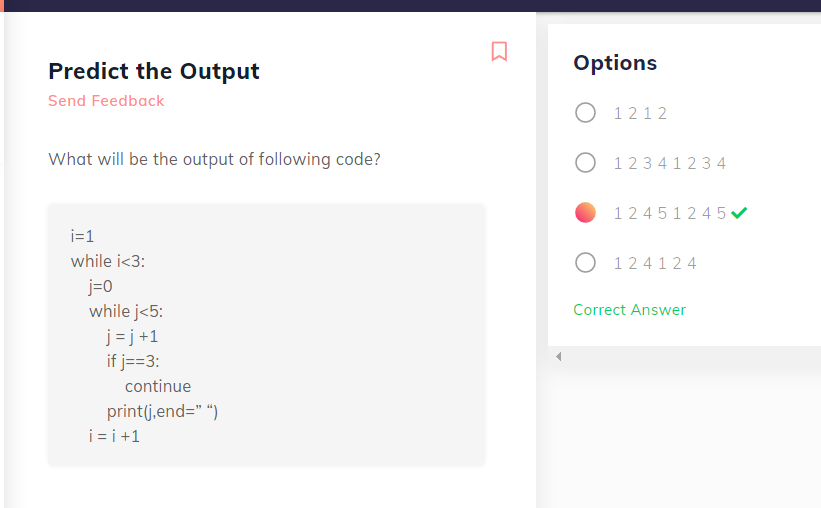 Predict the Output
Send Feedback
What will be the output of following code?
i=1
while i<3:
    j=0
    while j<5:
        j = j +1
        if j==3:
            continue
        print(j,end=” “)
    i = i +1
Options
1 2 1 2
1 2 3 4 1 2 3 4
1 2 4 5 1 2 4 5
1 2 4 1 2 4
Correct Answer